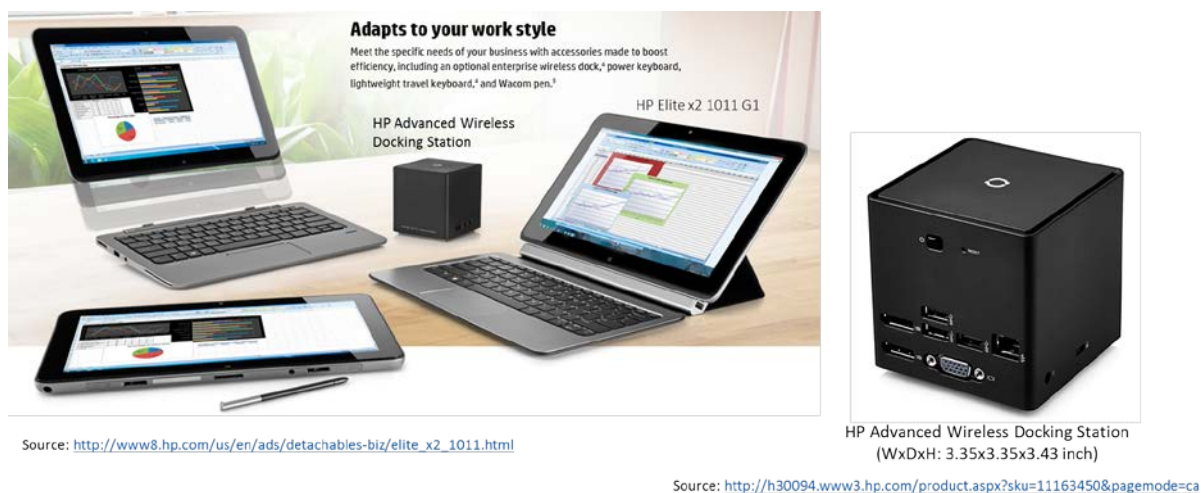 Adapts to your work style
Meet the specific needs of your business with accessories made to boost
efficiency, including an optional enterprise wireless dock,⁴ power keyboard,
lightweight travel keyboard,⁴ and Wacom pen.⁵
HP Elite x2 1011 G1
HP Advanced Wireless
Docking Station
RESET
Source: http://www8.hp.com/us/en/ads/detachables-biz/elite_x2_1011.html
HP Advanced Wireless Docking Station
(WxDxH: 3.35x3.35x3.43 inch)
Source: http://h30094.www3.hp.com/product.aspx?sku=11163450&pagemode=ca